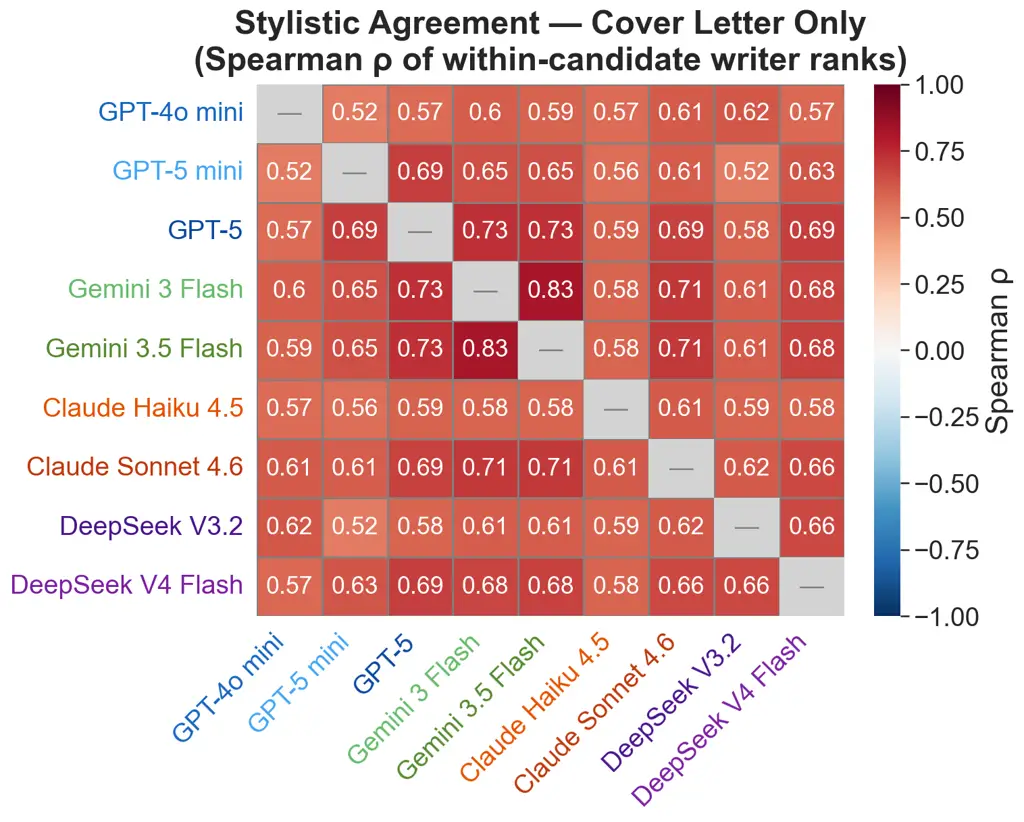 Stylistic Agreement — Cover Letter Only
(Spearman ρ of within-candidate writer ranks)
GPT-4o mini — 0.52 0.57 0.6 0.59 0.57 0.61 0.62 0.57
GPT-5 mini 0.52 — 0.69 0.65 0.65 0.56 0.61 0.52 0.63
GPT-5 0.57 0.69 — 0.73 0.73 0.59 0.69 0.58 0.69
Gemini 3 Flash 0.6 0.65 0.73 — 0.83 0.58 0.71 0.61 0.68
Gemini 3.5 Flash 0.59 0.65 0.73 0.83 — 0.58 0.71 0.61 0.68
Claude Haiku 4.5 0.57 0.56 0.59 0.58 0.58 — 0.61 0.59 0.58
Claude Sonnet 4.6 0.61 0.61 0.69 0.71 0.71 0.61 — 0.62 0.66
DeepSeek V3.2 0.62 0.52 0.58 0.61 0.61 0.59 0.62 — 0.66
DeepSeek V4 Flash 0.57 0.63 0.69 0.68 0.68 0.58 0.66 0.66 —
GPT-4o mini
GPT-5 mini
GPT-5
Gemini 3 Flash
Gemini 3.5 Flash
Claude Haiku 4.5
Claude Sonnet 4.6
DeepSeek V3.2
DeepSeek V4 Flash
1.00
0.75
0.50
0.25
0.00
−0.25
−0.50
−0.75
−1.00
Spearman ρ